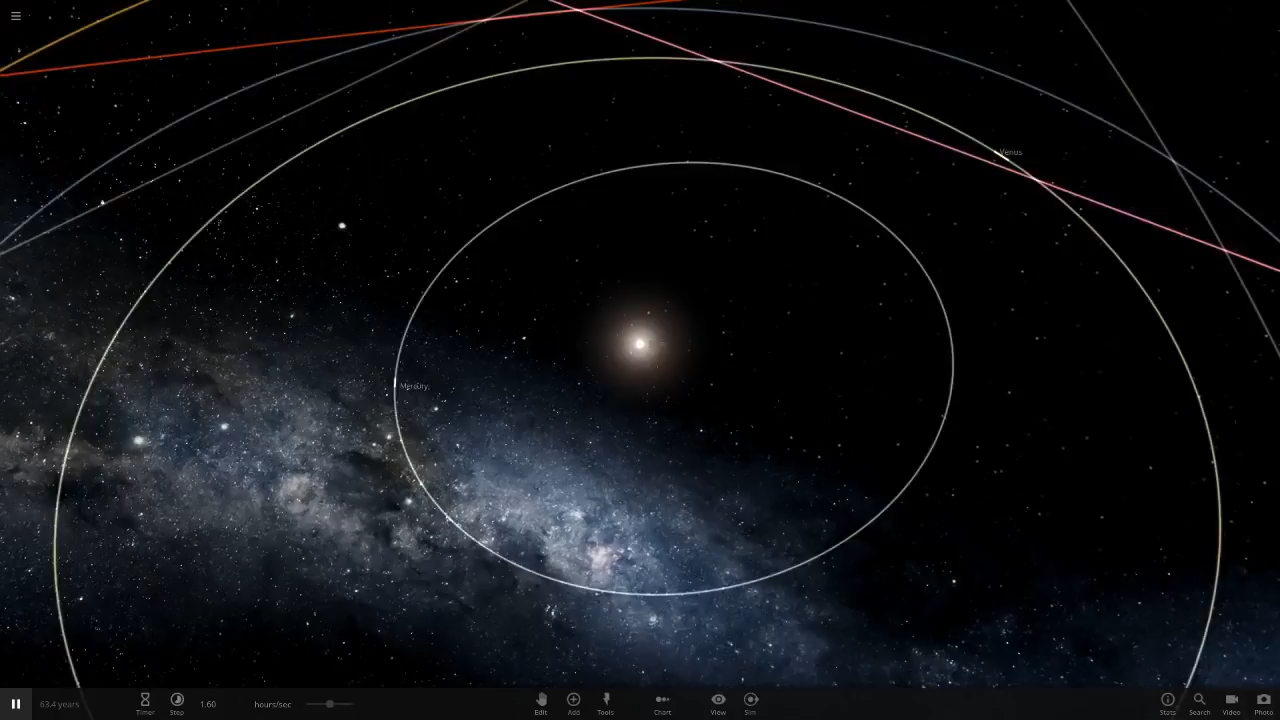 Venus
Mercury
63.4 years
Timer
Step
1.60
hours/sec
Edit
Add
Tools
Chart
View
Sim
Stats
Search
Video
Photo